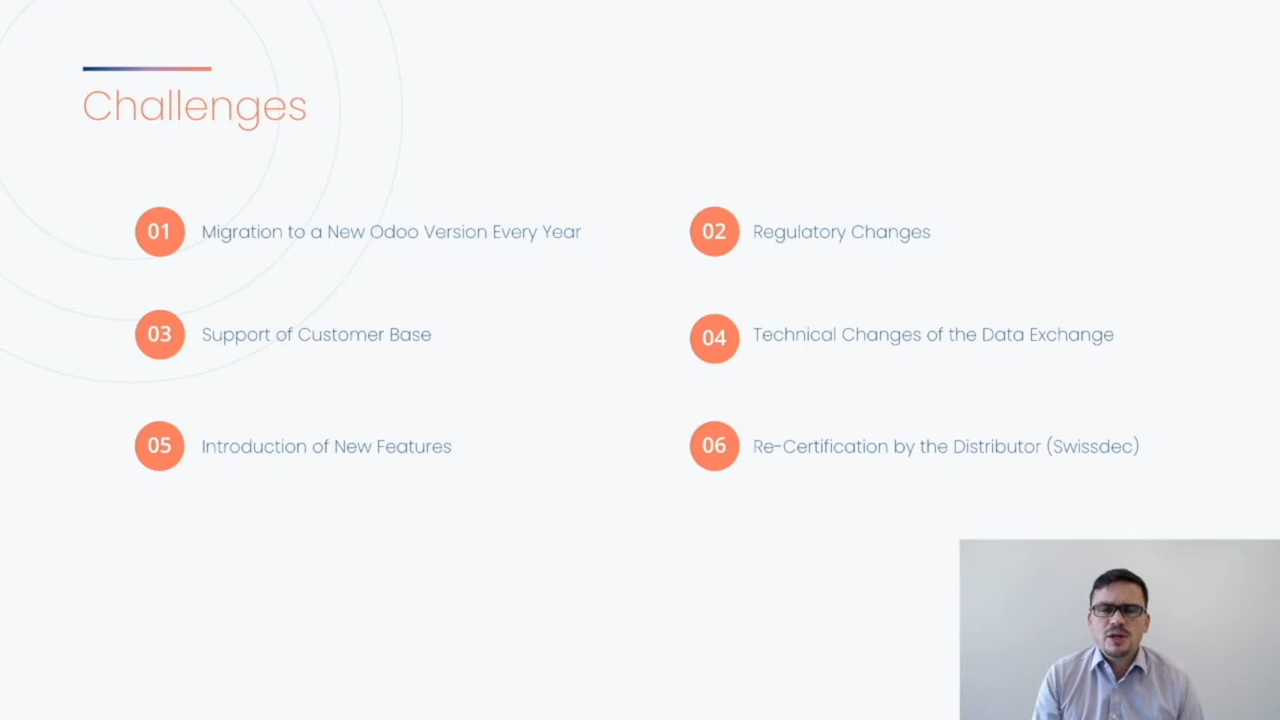 Challenges
01 Migration to a New Odoo Version Every Year
02 Regulatory Changes
03 Support of Customer Base
04 Technical Changes of the Data Exchange
05 Introduction of New Features
06 Re-Certification by the Distributor (Swissdec)